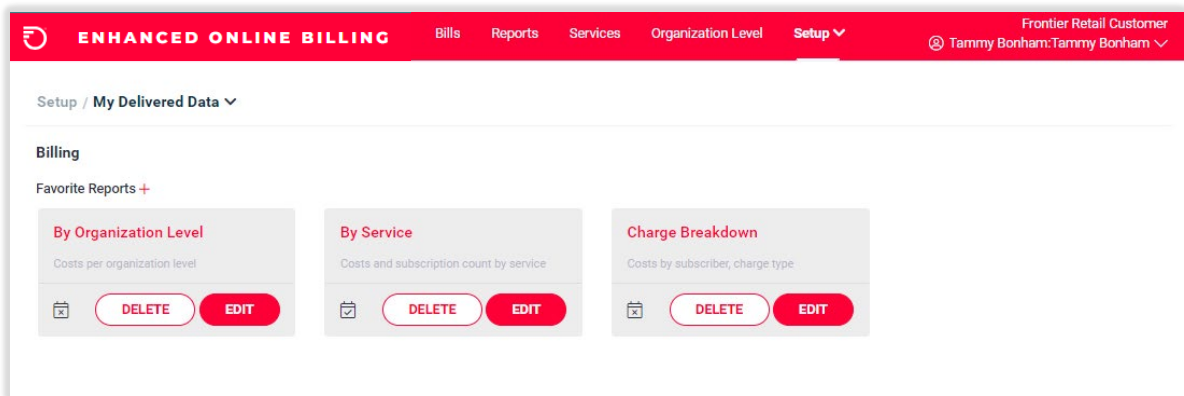 ENHANCED ONLINE BILLING
Bills Reports Services Organization Level Setup
Frontier Retail Customer
Tammy Bonham:Tammy Bonham
Setup / My Delivered Data
Billing
Favorite Reports +
By Organization Level
Costs per organization level
DELETE EDIT
By Service
Costs and subscription count by service
DELETE EDIT
Charge Breakdown
Costs by subscriber, charge type
DELETE EDIT